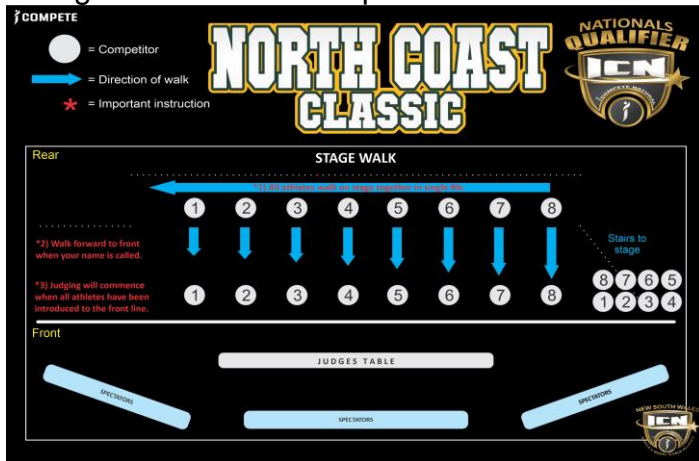 COMPETE
= Competitor
= Direction of walk
* = Important instruction
NORTH COAST
CLASSIC
NATIONALS
QUALIFIER
ICN
I COMPETE NATURAL
Rear
STAGE WALK
*1) All athletes walk on stage together in single file
1 2 3 4 5 6 7 8
*2) Walk forward to front
when your name is called.
Stairs to
stage
*3) Judging will commence
when all athletes have been
introduced to the front line.
1 2 3 4 5 6 7 8
8 7 6 5
1 2 3 4
Front
JUDGES TABLE
SPECTATORS
SPECTATORS
SPECTATORS
NEW SOUTH WALES
ICN